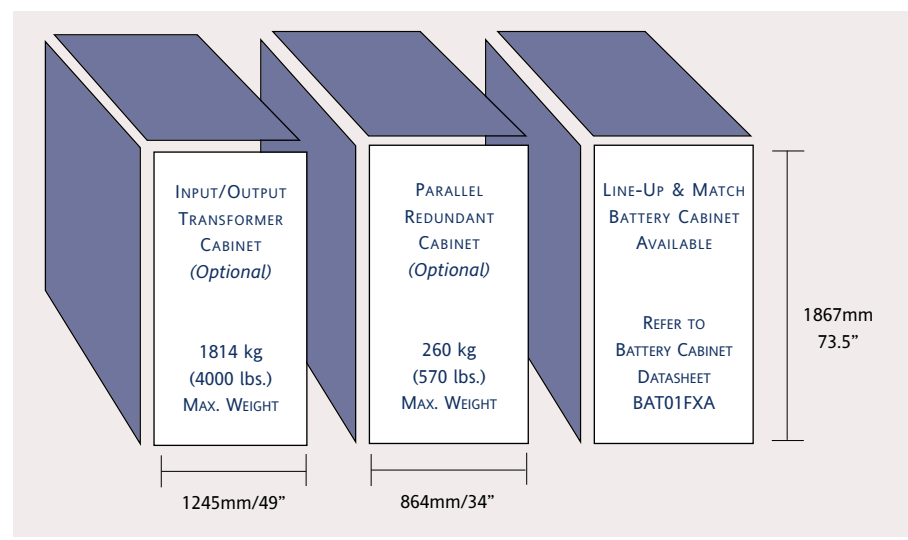 Input/Output
Transformer
Cabinet
(Optional)
1814 kg
(4000 lbs.)
Max. Weight
1245mm/49”
Parallel
Redundant
Cabinet
(Optional)
260 kg
(570 lbs.)
Max. Weight
864mm/34”
Line-Up & Match
Battery Cabinet
Available
Refer to
Battery Cabinet
Datasheet
BAT01FXA
1867mm
73.5”